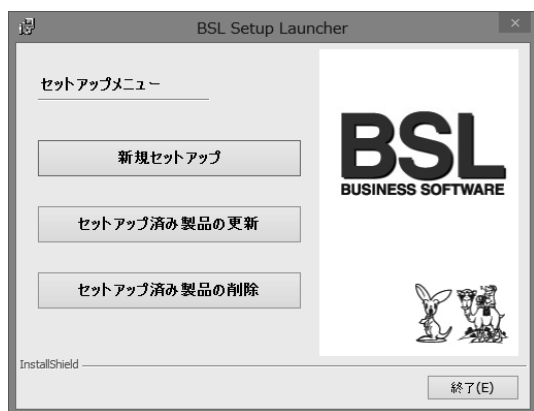 BSL Setup Launcher
セットアップメニュー
新規セットアップ
セットアップ済み製品の更新
セットアップ済み製品の削除
BSL
BUSINESS SOFTWARE
InstallShield
終了(E)